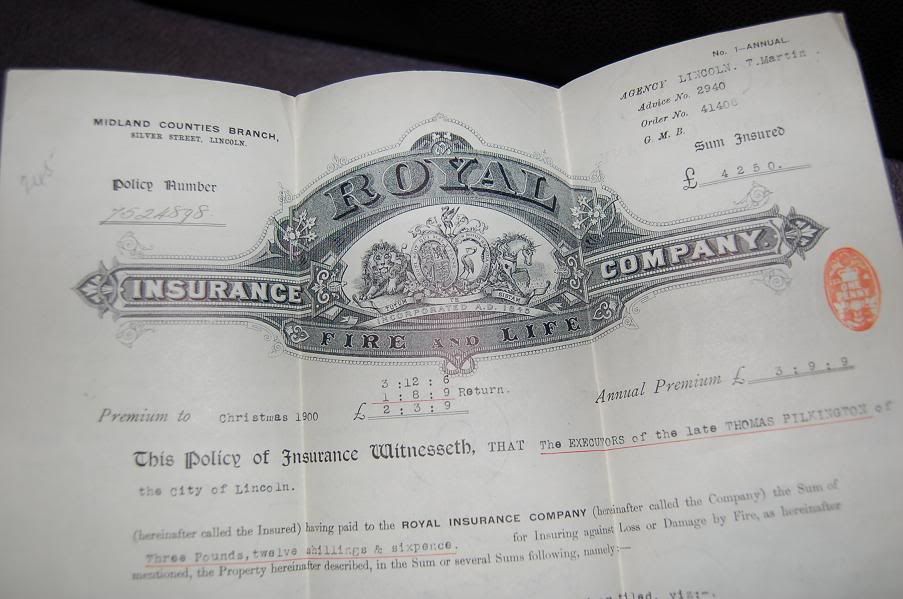 No. 1—ANNUAL.
AGENCY LINCOLN. T.Martin .
Advice No. 2940
Order No. 41406
G. M. B.
Sum Insured
£ 4250.
MIDLAND COUNTIES BRANCH,
SILVER STREET, LINCOLN.
Policy Number
7524898.
ROYAL
INSURANCE COMPANY.
INCORPORATED A.D. 1845
FIRE AND LIFE
ONE PENNY
3 :12 : 6
1 : 8 : 9 Return.
Premium to Christmas 1900 £ 2 : 3 : 9
Annual Premium £ 3 : 9 : 9
This Policy of Insurance Witnesseth, THAT The EXECUTORS of the late THOMAS PILKINGTON of
the City of Lincoln.
(hereinafter called the Insured) having paid to the ROYAL INSURANCE COMPANY (hereinafter called the Company) the Sum of
Three Pounds, twelve shillings & sixpence. for Insuring against Loss or Damage by Fire, as hereinafter
mentioned, the Property hereinafter described, in the Sum or several Sums following, namely:—
tiled, viz:-.